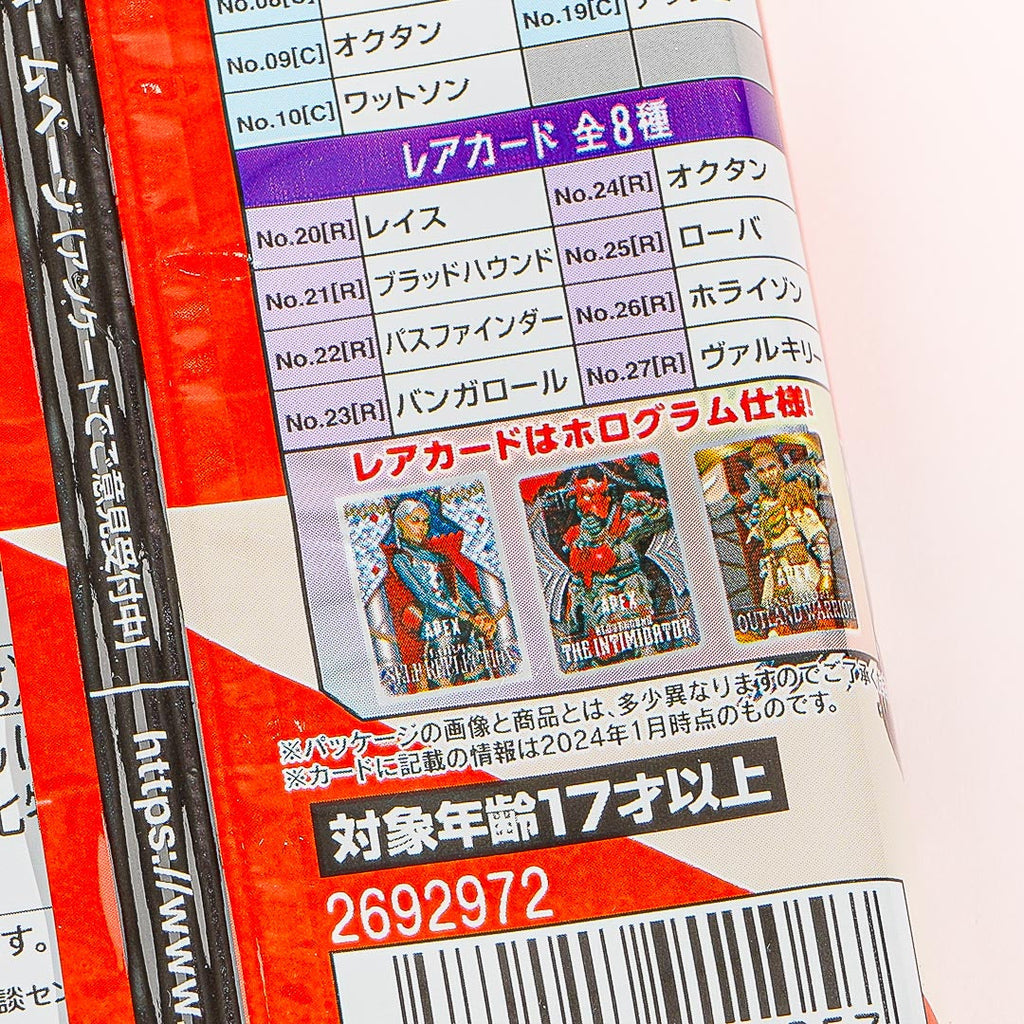 No.08[C]
No.09[C] オクタン
No.19[C]
No.10[C] ワットソン
レアカード 全8種
No.20[R] レイス
No.24[R] オクタン
No.21[R] ブラッドハウンド
No.25[R] ローバ
No.22[R] パスファインダー
No.26[R] ホライゾン
No.23[R] バンガロール
No.27[R] ヴァルキリー
レアカードはホログラム仕様!
APEX
APEX
BLOODHOUND
THE INTIMIDATOR
APEX
OUTLAND WARRIOR
※パッケージの画像と商品とは、多少異なりますのでご了承く
※カードに記載の情報は2024年1月時点のものです。
対象年齢17才以上
2692972
ームページ
アンケートで意見受付中
https://www.
す。
談セン